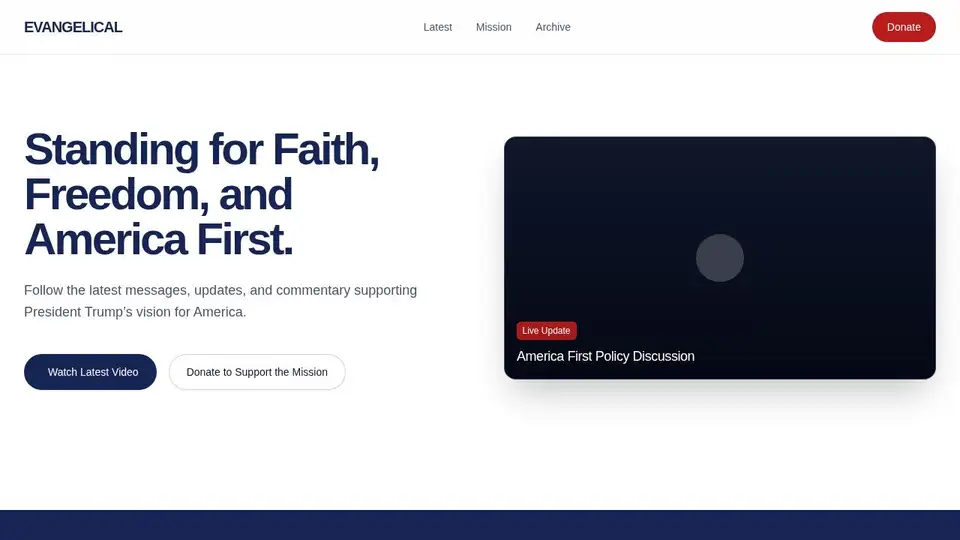 EVANGELICAL
Latest
Mission
Archive
Donate
Standing for Faith,
Freedom, and
America First.
Follow the latest messages, updates, and commentary supporting
President Trump's vision for America.
Watch Latest Video
Donate to Support the Mission
Live Update
America First Policy Discussion